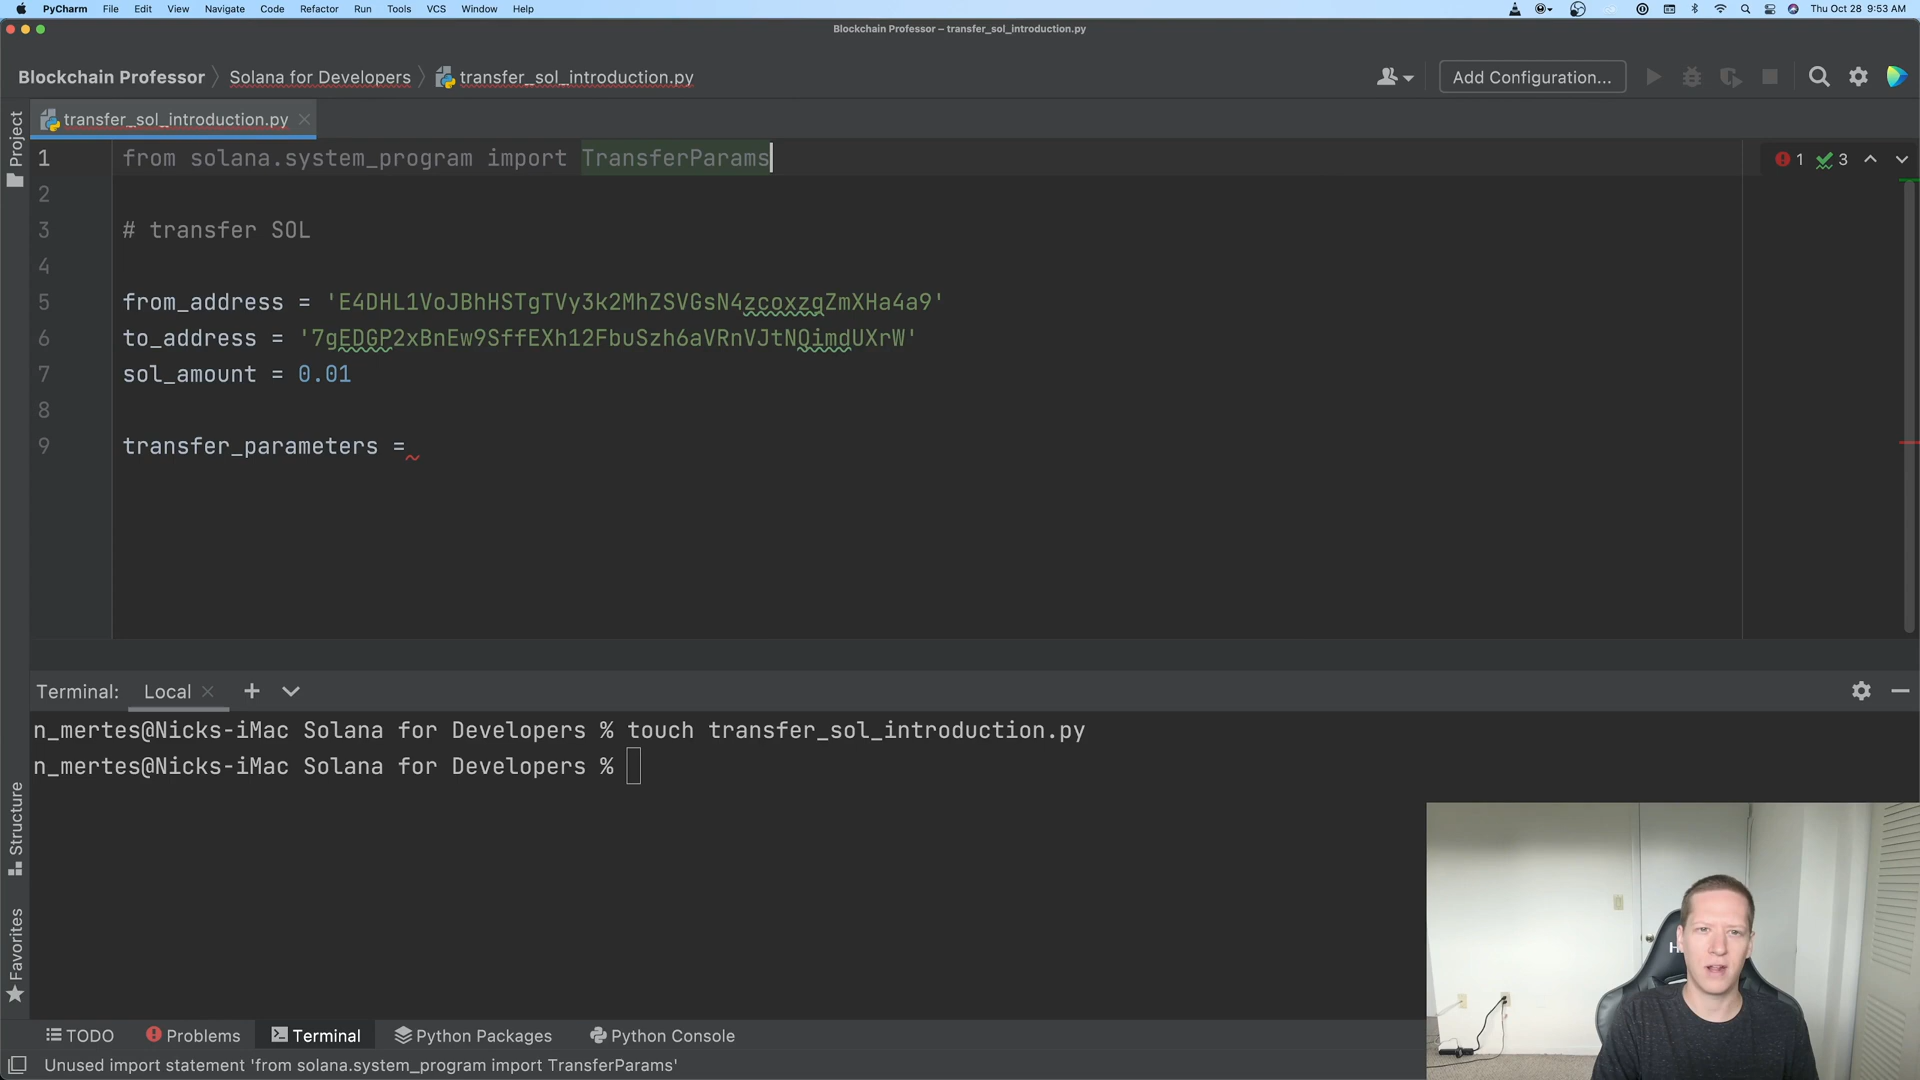 PyCharm File Edit View Navigate Code Refactor Run Tools VCS Window Help Thu Oct 28 9:53 AM
Blockchain Professor – transfer_sol_introduction.py
Blockchain Professor Solana for Developers transfer_sol_introduction.py Add Configuration...
Project
transfer_sol_introduction.py
1 from solana.system_program import TransferParams 1 3
2
3 # transfer SOL
4
5 from_address = 'E4DHL1VoJBhHSTgTVy3k2MhZSVGsN4zcoxzgZmXHa4a9'
6 to_address = '7gEDGP2xBnEw9SffEXh12FbuSzh6aVRnVJtNQimdUXrW'
7 sol_amount = 0.01
8
9 transfer_parameters =
Terminal: Local
n_mertes@Nicks-iMac Solana for Developers % touch transfer_sol_introduction.py
n_mertes@Nicks-iMac Solana for Developers %
Structure
Favorites
TODO Problems Terminal Python Packages Python Console
Unused import statement 'from solana.system_program import TransferParams'